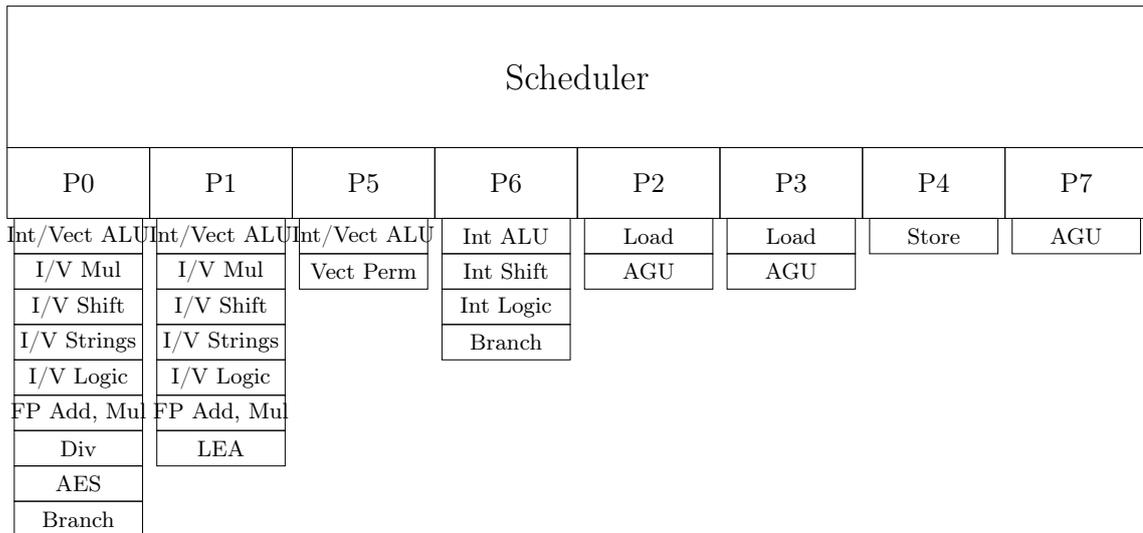 Scheduler
P0 P1 P5 P6 P2 P3 P4 P7
Int/Vect ALU Int/Vect ALU Int/Vect ALU Int ALU Load Load Store AGU
I/V Mul I/V Mul Vect Perm Int Shift AGU AGU
I/V Shift I/V Shift Int Logic
I/V Strings I/V Strings Branch
I/V Logic I/V Logic
FP Add, Mul FP Add, Mul
Div LEA
AES
Branch